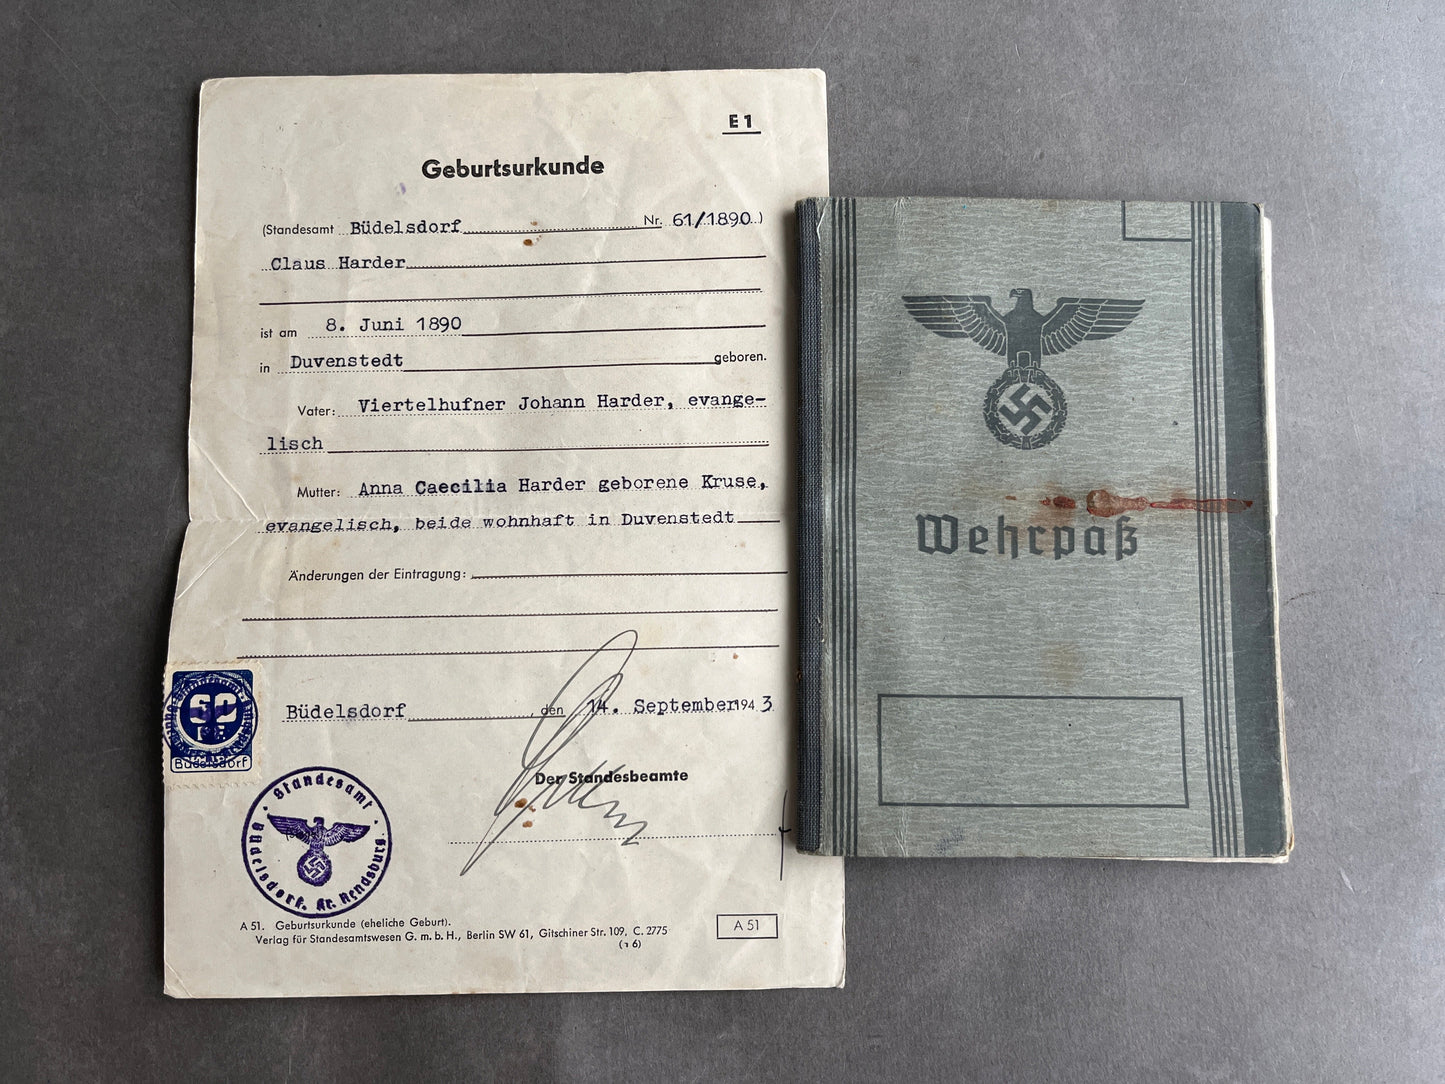 E 1
Geburtsurkunde
(Standesamt Büdelsdorf Nr. 61/1890)
Claus Harder
ist am 8. Juni 1890
in Duvenstedt geboren.
Vater: Viertelhufner Johann Harder, evange-
lisch
Mutter: Anna Caecilia Harder geborene Kruse,
evangelisch, beide wohnhaft in Duvenstedt
Änderungen der Eintragung:
Büdelsdorf, den 14. September 1943
Der Standesbeamte
Büdelsdorf
Standesamt
Büdelsdorf. Kr. Rendsburg
A 51. Geburtsurkunde (eheliche Geburt).
Verlag für Standesamtswesen G. m. b. H., Berlin SW 61, Gitschiner Str. 109, C. 2775
A 51
Wehrpaß